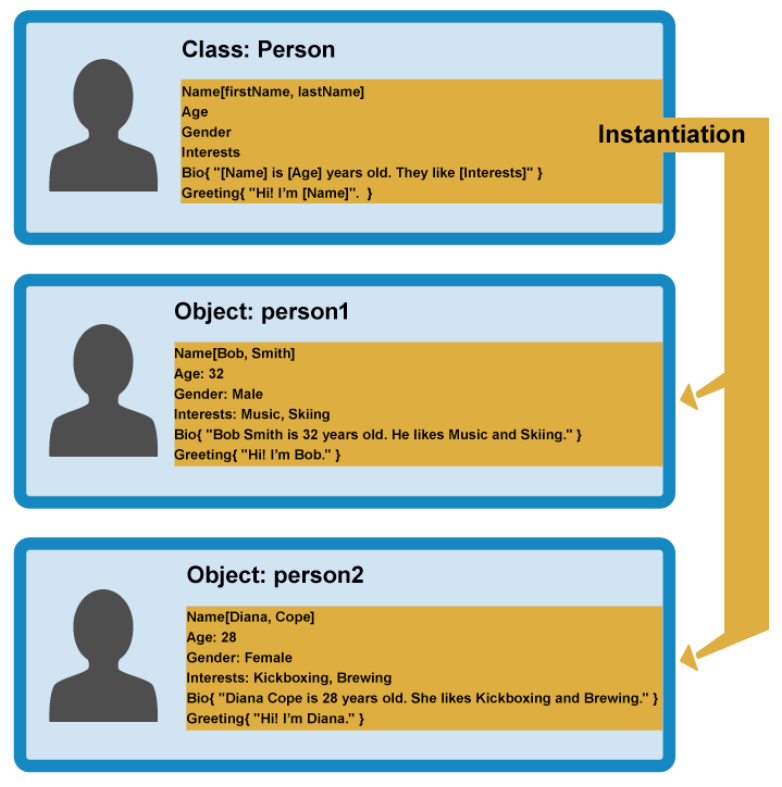 Class: Person
Name[firstName, lastName]
Age
Gender
Interests
Bio{ "[Name] is [Age] years old. They like [Interests]" }
Greeting{ "Hi! I’m [Name]".  }
Instantiation
Object: person1
Name[Bob, Smith]
Age: 32
Gender: Male
Interests: Music, Skiing
Bio{ "Bob Smith is 32 years old. He likes Music and Skiing." }
Greeting{ "Hi! I’m Bob." }
Object: person2
Name[Diana, Cope]
Age: 28
Gender: Female
Interests: Kickboxing, Brewing
Bio{ "Diana Cope is 28 years old. She likes Kickboxing and Brewing." }
Greeting{ "Hi! I’m Diana." }